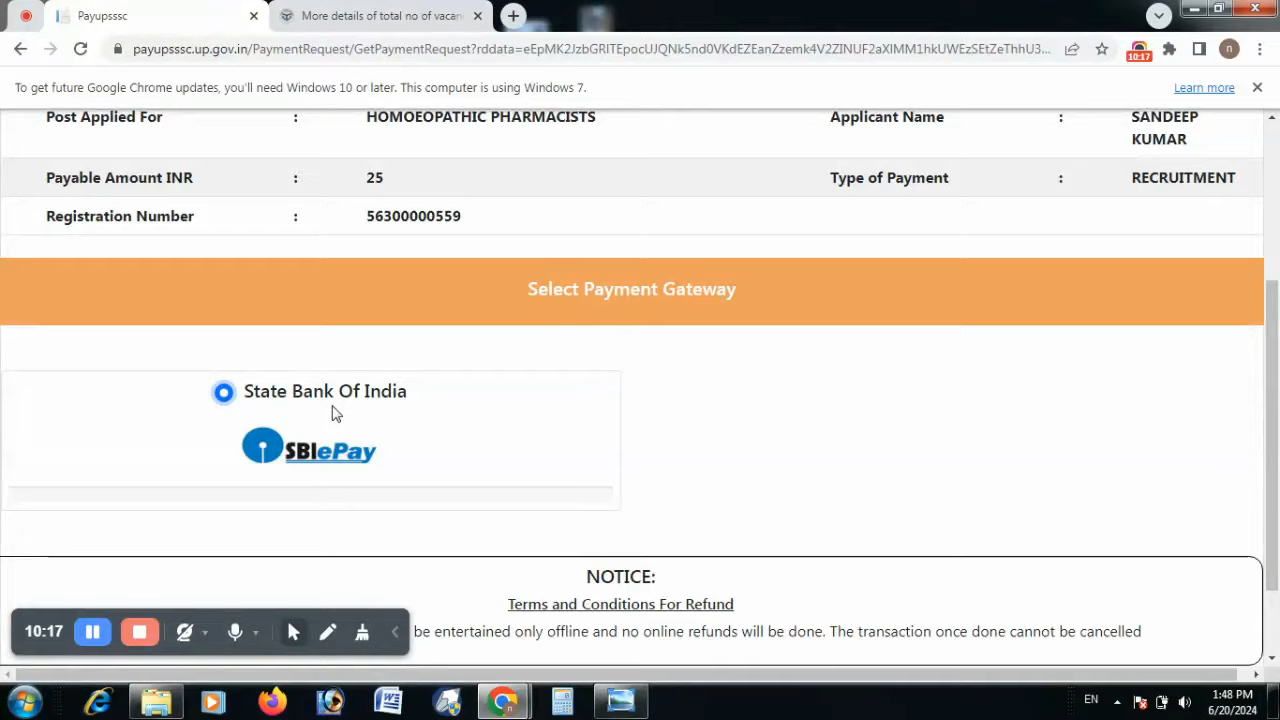 Payupsssc
More details of total no of vacan
payupsssc.up.gov.in/PaymentRequest/GetPaymentRequest?rddata=eEpMK2JzbGRITEpocUJQNk5nd0VKdEZEanZzemk4V2ZINUF2aXlMM1hkUWEzSEtZeThhU3...
10:17
n
To get future Google Chrome updates, you'll need Windows 10 or later. This computer is using Windows 7.
Learn more
Post Applied For : HOMOEOPATHIC PHARMACISTS Applicant Name : SANDEEP
KUMAR
Payable Amount INR : 25 Type of Payment : RECRUITMENT
Registration Number : 56300000559
Select Payment Gateway
State Bank Of India
SBIePay
NOTICE:
Terms and Conditions For Refund
10:17
be entertained only offline and no online refunds will be done. The transaction once done cannot be cancelled
EN
1:48 PM
6/20/2024